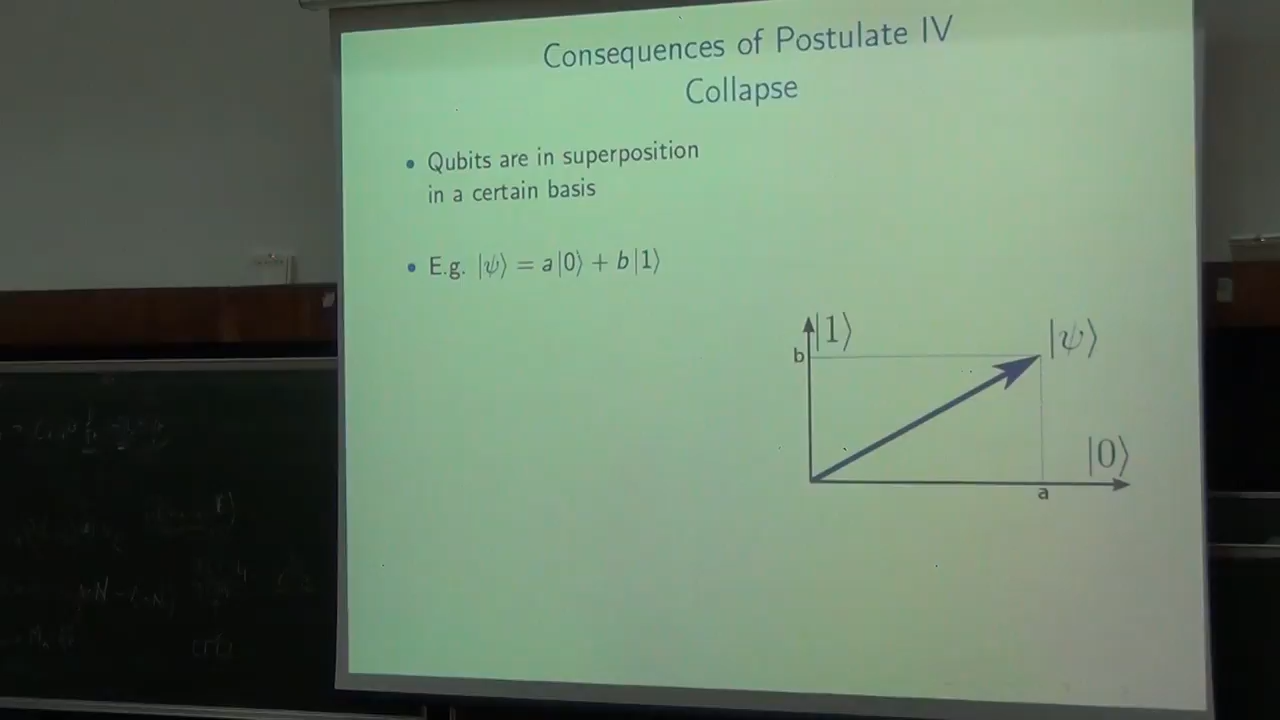 Consequences of Postulate IV
Collapse
• Qubits are in superposition
in a certain basis
• E.g. |ψ⟩ = a|0⟩ + b|1⟩
|1⟩
b
|ψ⟩
|0⟩
a